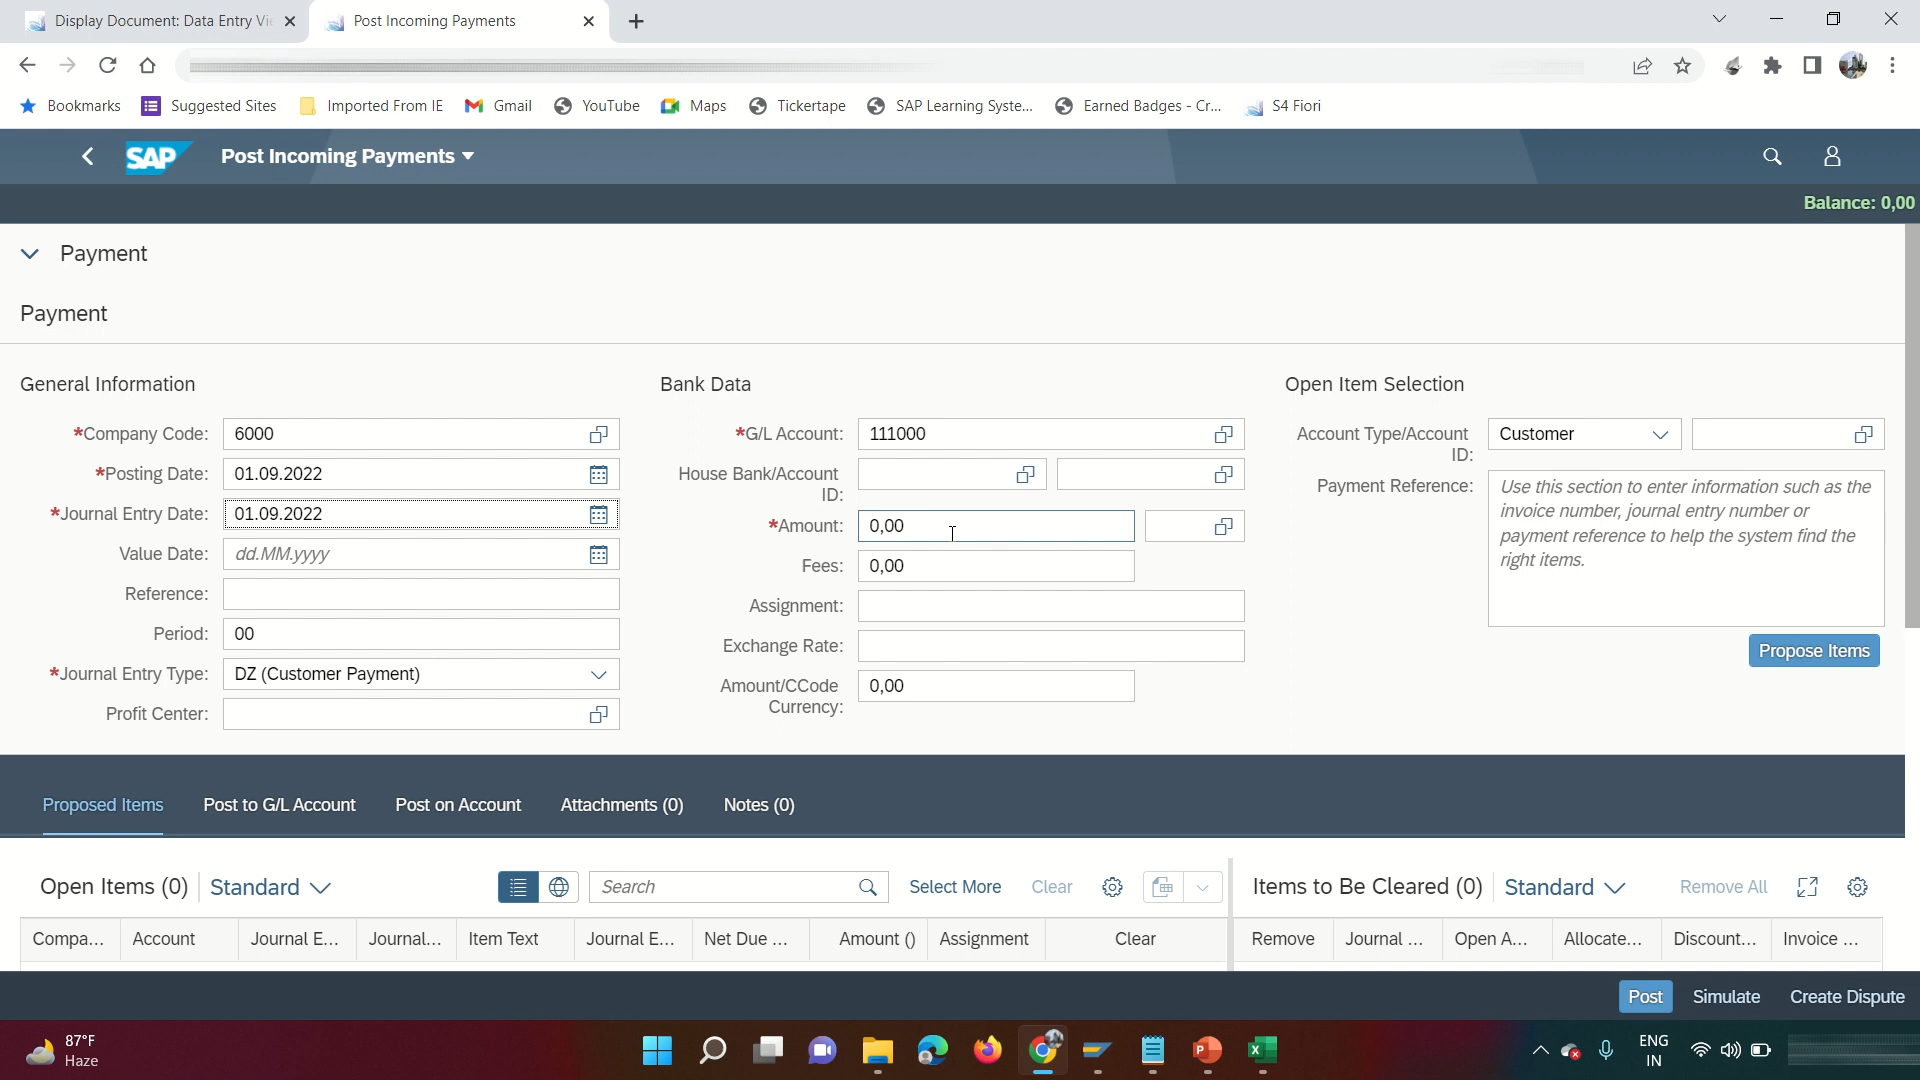 Display Document: Data Entry Vi
Post Incoming Payments
Bookmarks
Suggested Sites
Imported From IE
Gmail
YouTube
Maps
Tickertape
SAP Learning Syste...
Earned Badges - Cr...
S4 Fiori
SAP
Post Incoming Payments
Balance: 0,00
Payment
Payment
General Information
*Company Code: 6000
*Posting Date: 01.09.2022
*Journal Entry Date: 01.09.2022
Value Date: dd.MM.yyyy
Reference:
Period: 00
*Journal Entry Type: DZ (Customer Payment)
Profit Center:
Bank Data
*G/L Account: 111000
House Bank/Account
ID:
*Amount: 0,00
Fees: 0,00
Assignment:
Exchange Rate:
Amount/CCode 0,00
Currency:
Open Item Selection
Account Type/Account Customer
ID:
Payment Reference:
Use this section to enter information such as the
invoice number, journal entry number or
payment reference to help the system find the
right items.
Propose Items
Proposed Items
Post to G/L Account
Post on Account
Attachments (0)
Notes (0)
Open Items (0) Standard
Search
Select More
Clear
Items to Be Cleared (0) Standard
Remove All
Compa... Account Journal E... Journal... Item Text Journal E... Net Due ... Amount () Assignment Clear
Remove Journal ... Open A... Allocate... Discount... Invoice ...
Post
Simulate
Create Dispute
87°F
Haze
ENG
IN